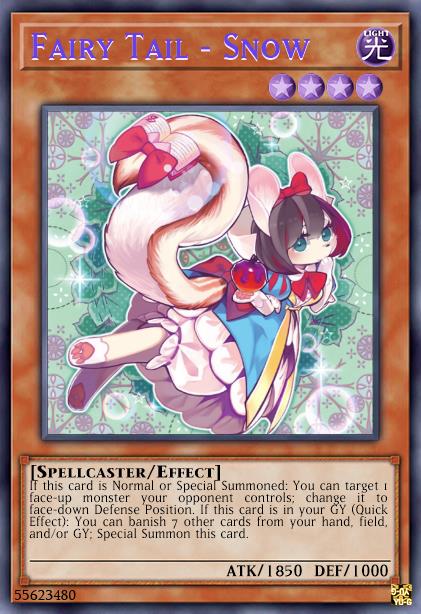 Fairy Tail - Snow
LIGHT
光
[Spellcaster/Effect]
If this card is Normal or Special Summoned: You can target 1
face-up monster your opponent controls; change it to
face-down Defense Position. If this card is in your GY (Quick
Effect): You can banish 7 other cards from your hand, field,
and/or GY; Special Summon this card.
ATK/1850 DEF/1000
55623480